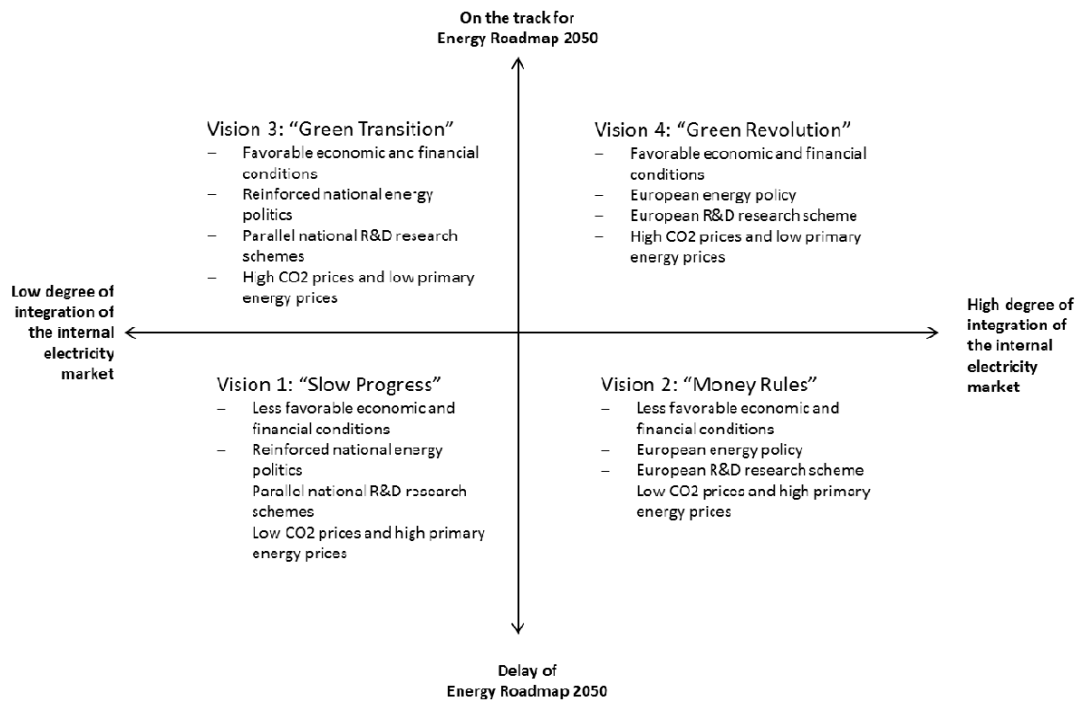 On the track for
Energy Roadmap 2050
Vision 3: “Green Transition”
– Favorable economic and financial
conditions
– Reinforced national energy
politics
– Parallel national R&D research
schemes
– High CO2 prices and low primary
energy prices
Vision 4: “Green Revolution”
– Favorable economic and financial
conditions
– European energy policy
– European R&D research scheme
– High CO2 prices and low primary
energy prices
Low degree of
integration of
the internal
electricity
market
High degree of
integration of
the internal
electricity
market
Vision 1: “Slow Progress”
– Less favorable economic and
financial conditions
– Reinforced national energy
politics
Parallel national R&D research
schemes
Low CO2 prices and high primary
energy prices
Vision 2: “Money Rules”
– Less favorable economic and
financial conditions
– European energy policy
– European R&D research scheme
Low CO2 prices and high primary
energy prices
Delay of
Energy Roadmap 2050